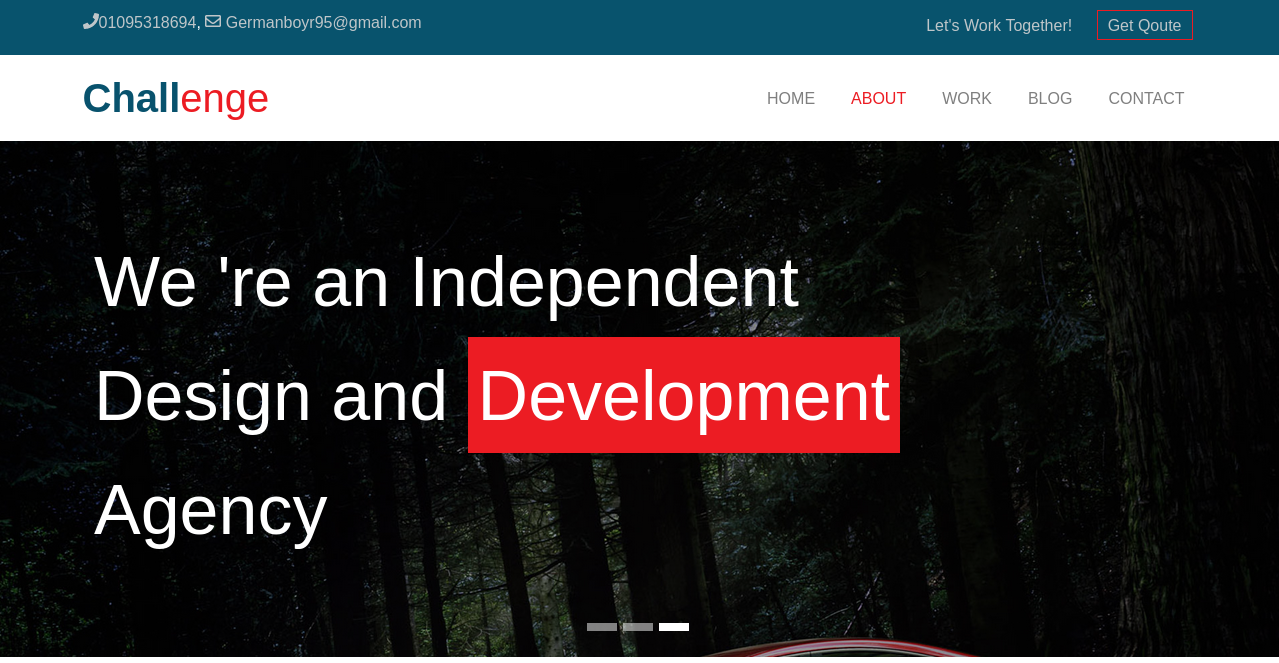 01095318694, Germanboyr95@gmail.com
Let's Work Together! Get Qoute
Challenge
HOME ABOUT WORK BLOG CONTACT
We 're an Independent
Design and Development
Agency